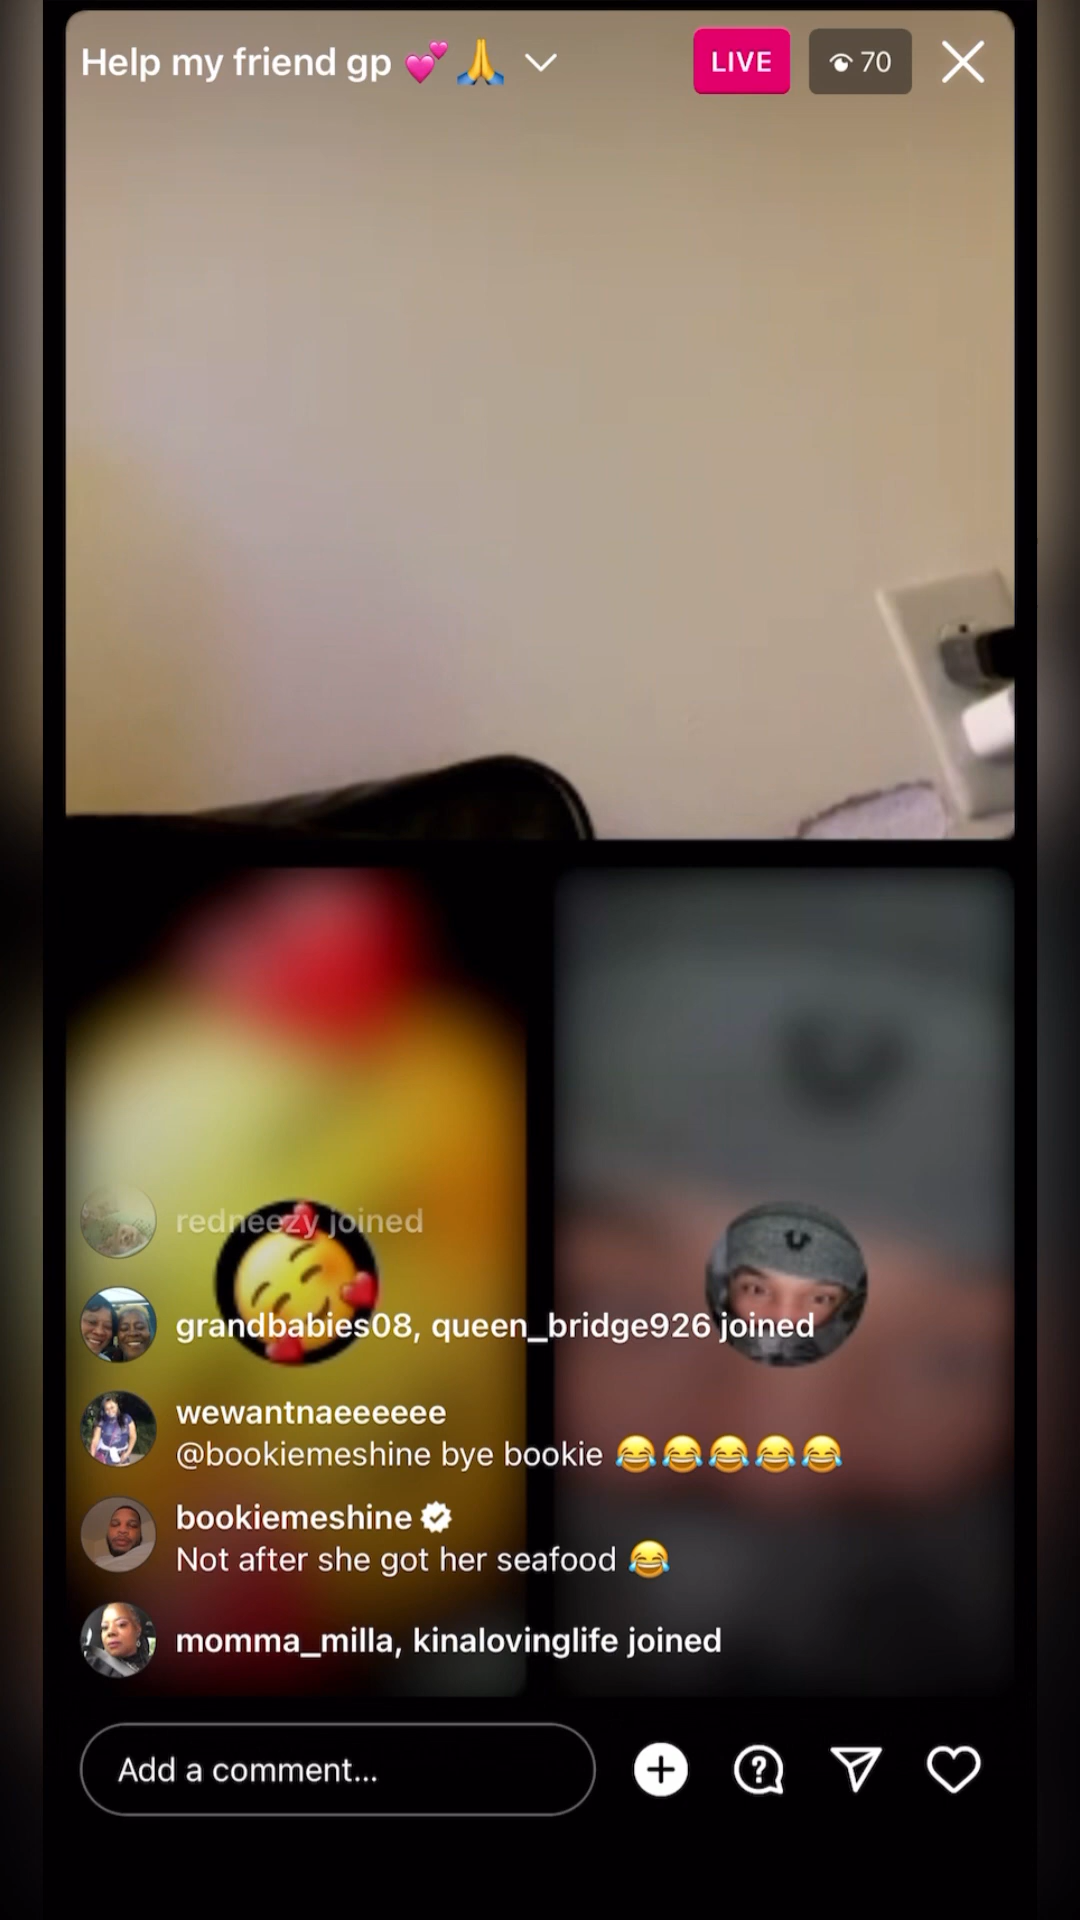 Help my friend gp 💕 🙏
LIVE
70
redneezy joined
grandbabies08, queen_bridge926 joined
wewantnaeeeeee
@bookiemeshine bye bookie 😂😂😂😂😂
bookiemeshine
Not after she got her seafood 😂
momma_milla, kinalovinglife joined
Add a comment...